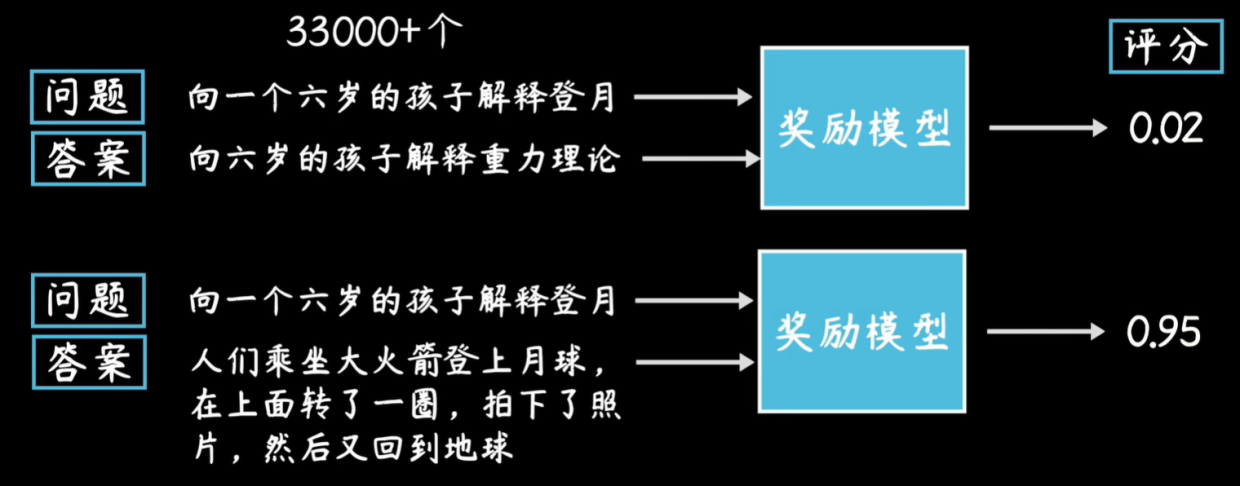 33000+个
评分
问题 向一个六岁的孩子解释登月
奖励模型
0.02
答案 向六岁的孩子解释重力理论
问题 向一个六岁的孩子解释登月
奖励模型
0.95
答案 人们乘坐大火箭登上月球，
在上面转了一圈，拍下了照
片，然后又回到地球